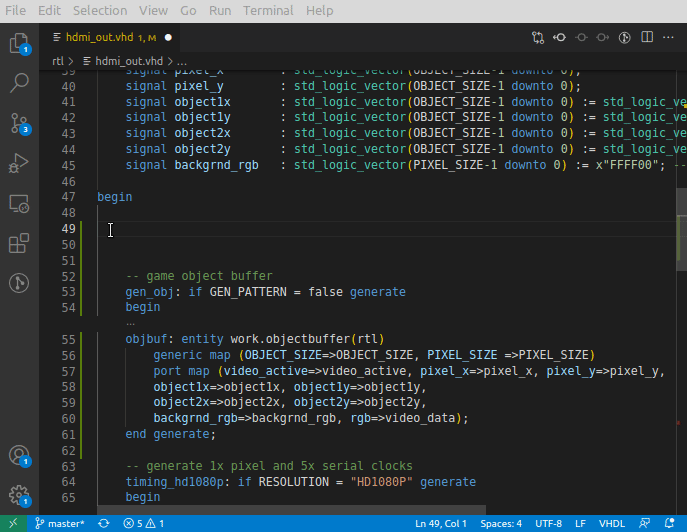 File Edit Selection View Go Run Terminal Help
hdmi_out.vhd 1, M
rtl > hdmi_out.vhd > ...
39 signal pixel_x : std_logic_vector(OBJECT_SIZE-1 downto 0);
40 signal pixel_y : std_logic_vector(OBJECT_SIZE-1 downto 0);
41 signal object1x : std_logic_vector(OBJECT_SIZE-1 downto 0) := std_logic_ve
42 signal object1y : std_logic_vector(OBJECT_SIZE-1 downto 0) := std_logic_ve
43 signal object2x : std_logic_vector(OBJECT_SIZE-1 downto 0) := std_logic_ve
44 signal object2y : std_logic_vector(OBJECT_SIZE-1 downto 0) := std_logic_ve
45 signal backgrnd_rgb : std_logic_vector(PIXEL_SIZE-1 downto 0) := x"FFFF00"; --
46
47 begin
48
49
50
51
52 -- game object buffer
53 gen_obj: if GEN_PATTERN = false generate
54 begin
...
55 objbuf: entity work.objectbuffer(rtl)
56 generic map (OBJECT_SIZE=>OBJECT_SIZE, PIXEL_SIZE =>PIXEL_SIZE)
57 port map (video_active=>video_active, pixel_x=>pixel_x, pixel_y=>pixel_y,
58 object1x=>object1x, object1y=>object1y,
59 object2x=>object2x, object2y=>object2y,
60 backgrnd_rgb=>backgrnd_rgb, rgb=>video_data);
61 end generate;
62
63 -- generate 1x pixel and 5x serial clocks
64 timing_hd1080p: if RESOLUTION = "HD1080P" generate
65 begin
1
3
1
1
master* 5 1 Ln 49, Col 1 Spaces: 4 UTF-8 LF VHDL